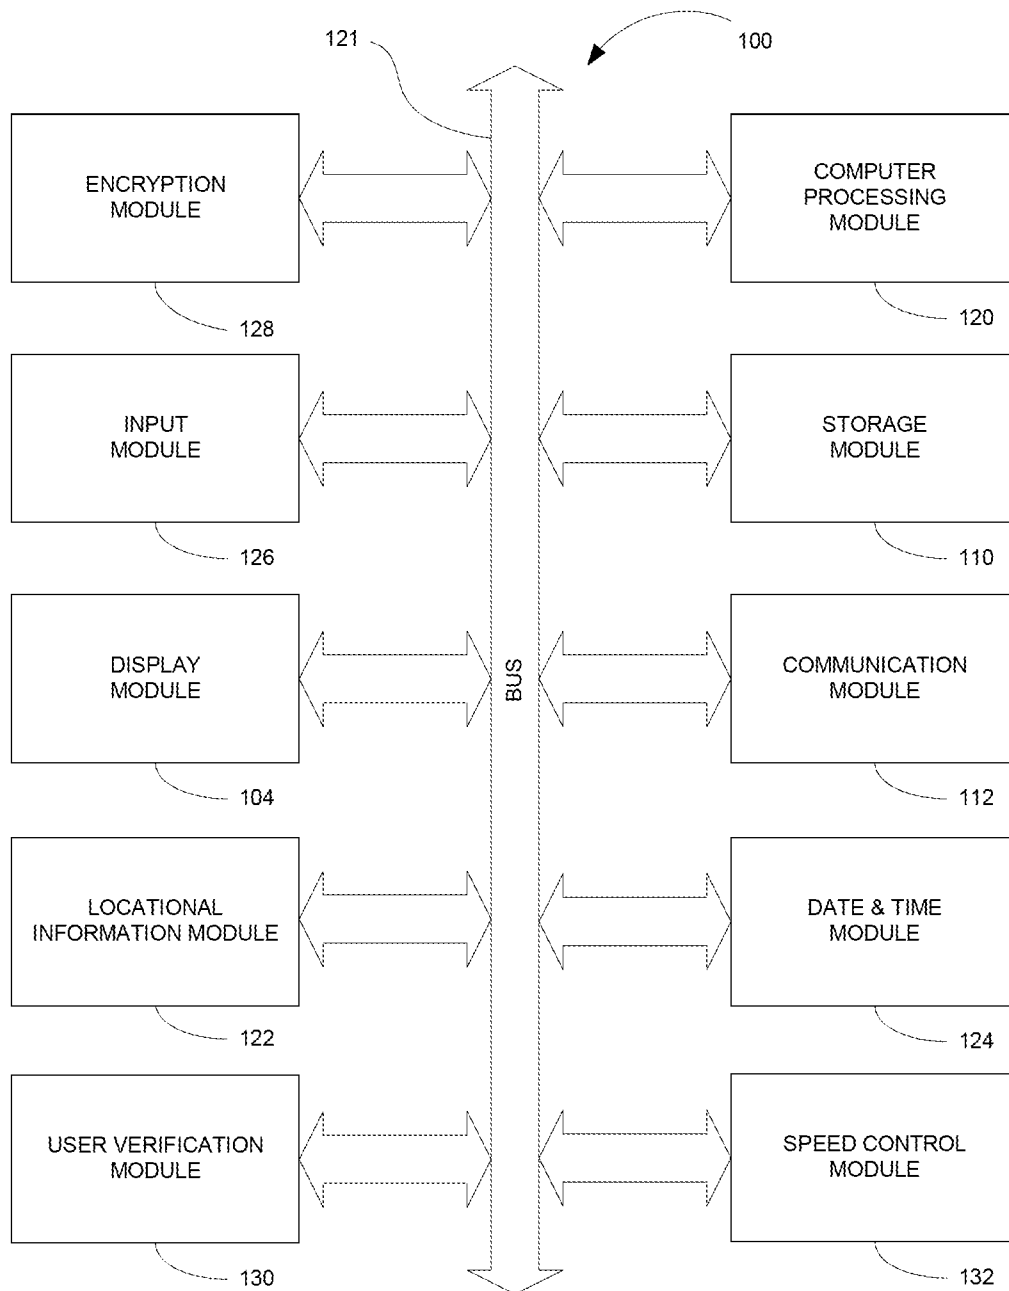 121
100
ENCRYPTION
MODULE
128
COMPUTER
PROCESSING
MODULE
120
INPUT
MODULE
126
STORAGE
MODULE
110
DISPLAY
MODULE
104
BUS
COMMUNICATION
MODULE
112
LOCATIONAL
INFORMATION MODULE
122
DATE & TIME
MODULE
124
USER VERIFICATION
MODULE
130
SPEED CONTROL
MODULE
132